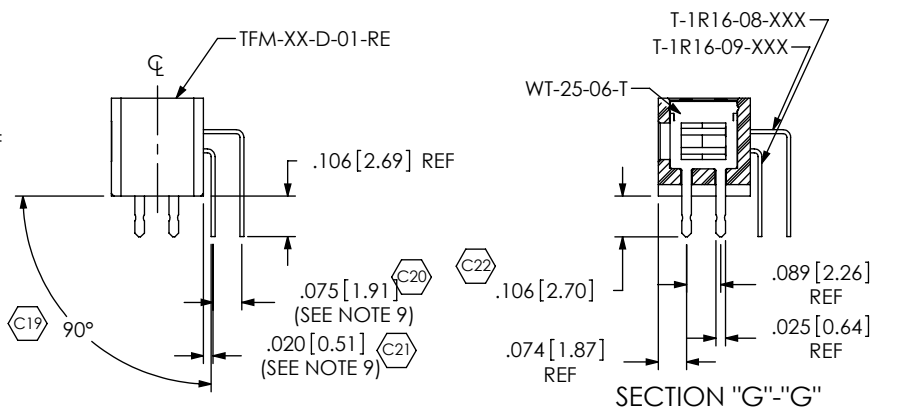 TFM-XX-D-01-RE
℄
.106[2.69] REF
.075[1.91]
(SEE NOTE 9)
C20
.020[0.51]
(SEE NOTE 9)
C21
C19
90°
T-1R16-08-XXX
T-1R16-09-XXX
WT-25-06-T
C22
.106[2.70]
.089[2.26]
REF
.025[0.64]
REF
.074[1.87]
REF
SECTION "G"-"G"